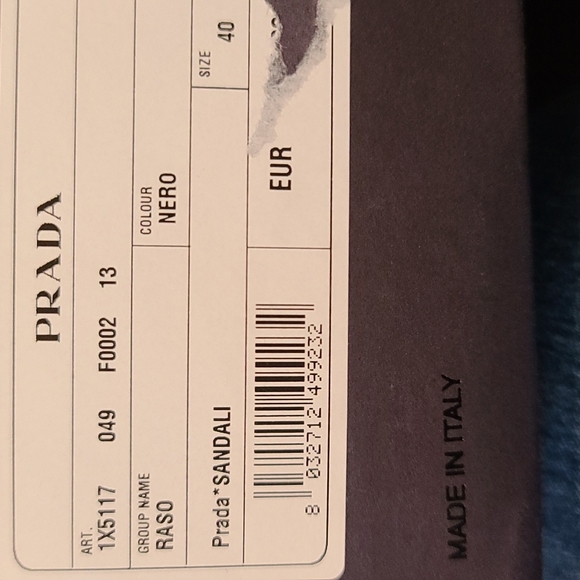 PRADA
ART.
1X5117 049 F0002 13
GROUP NAME
RASO
COLOUR
NERO
Prada*SANDALI
SIZE
40
8 032712 499232
EUR
MADE IN ITALY